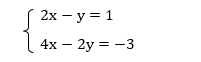 2x − y = 1
4x − 2y = −3